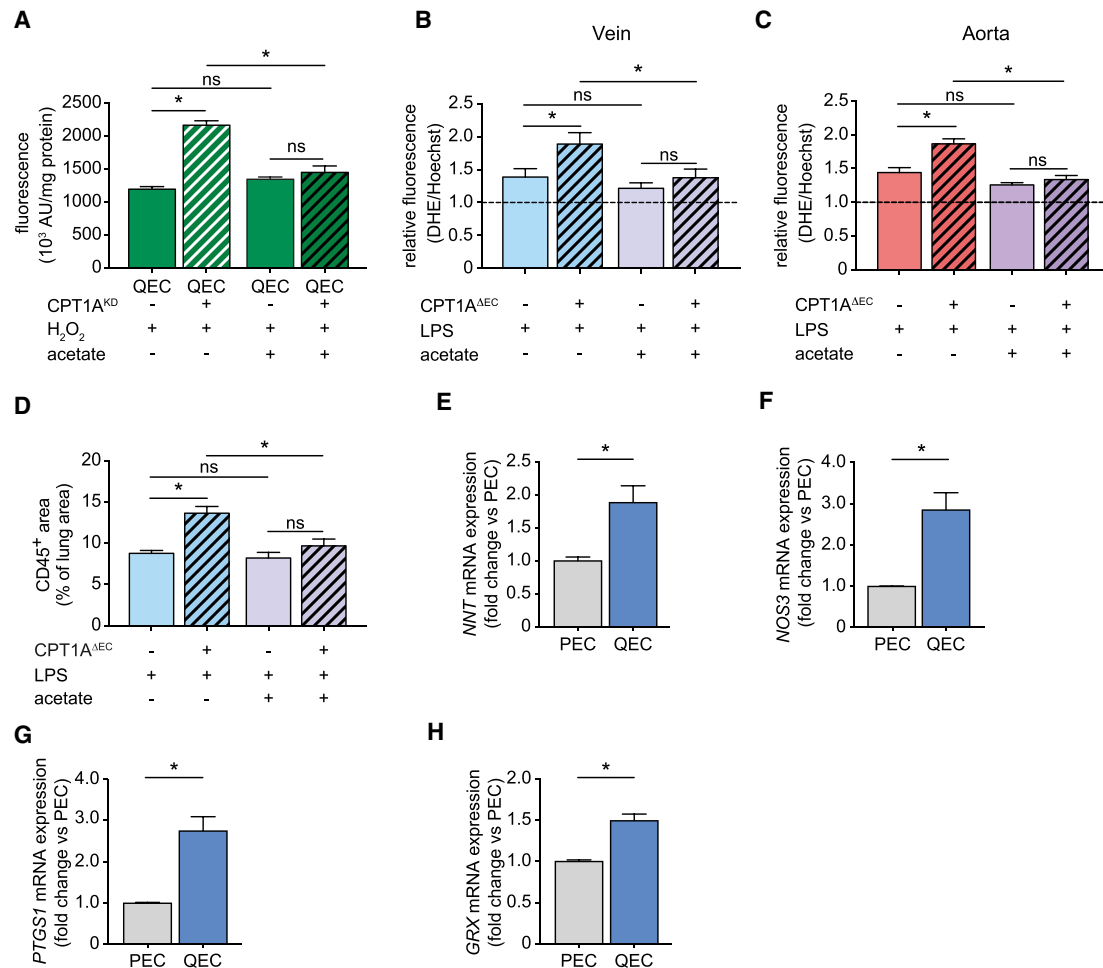 A
fluorescence
(10³ AU/mg protein)
2500
2000
1500
1000
500
0
*
ns
*
ns
QEC QEC QEC QEC
CPT1A^KD - + - +
H₂O₂ + + + +
acetate - - + +
B
Vein
relative fluorescence
(DHE/Hoechst)
2.5
2.0
1.5
1.0
0.5
0
*
ns
*
ns
CPT1A^ΔEC - + - +
LPS + + + +
acetate - - + +
C
Aorta
relative fluorescence
(DHE/Hoechst)
2.5
2.0
1.5
1.0
0.5
0
*
ns
*
ns
CPT1A^ΔEC - + - +
LPS + + + +
acetate - - + +
D
CD45⁺ area
(% of lung area)
20
15
10
5
0
*
ns
*
ns
CPT1A^ΔEC - + - +
LPS + + + +
acetate - - + +
E
NNT mRNA expression
(fold change vs PEC)
2.5
2.0
1.5
1.0
0.5
0
*
PEC QEC
F
NOS3 mRNA expression
(fold change vs PEC)
4.0
3.0
2.0
1.0
0
*
PEC QEC
G
PTGS1 mRNA expression
(fold change vs PEC)
4.0
3.0
2.0
1.0
0
*
PEC QEC
H
GRX mRNA expression
(fold change vs PEC)
2.0
1.5
1.0
0.5
0
*
PEC QEC